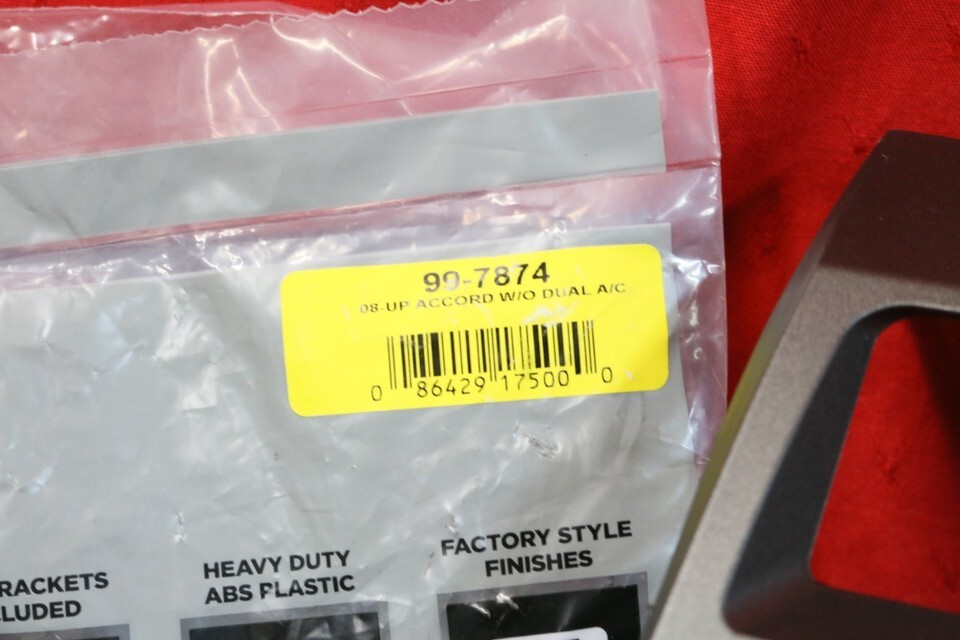 99-7874
08-UP ACCORD W/O DUAL A/C
0 86429 17500 0
RACKETS
LUDED
HEAVY DUTY
ABS PLASTIC
FACTORY STYLE
FINISHES